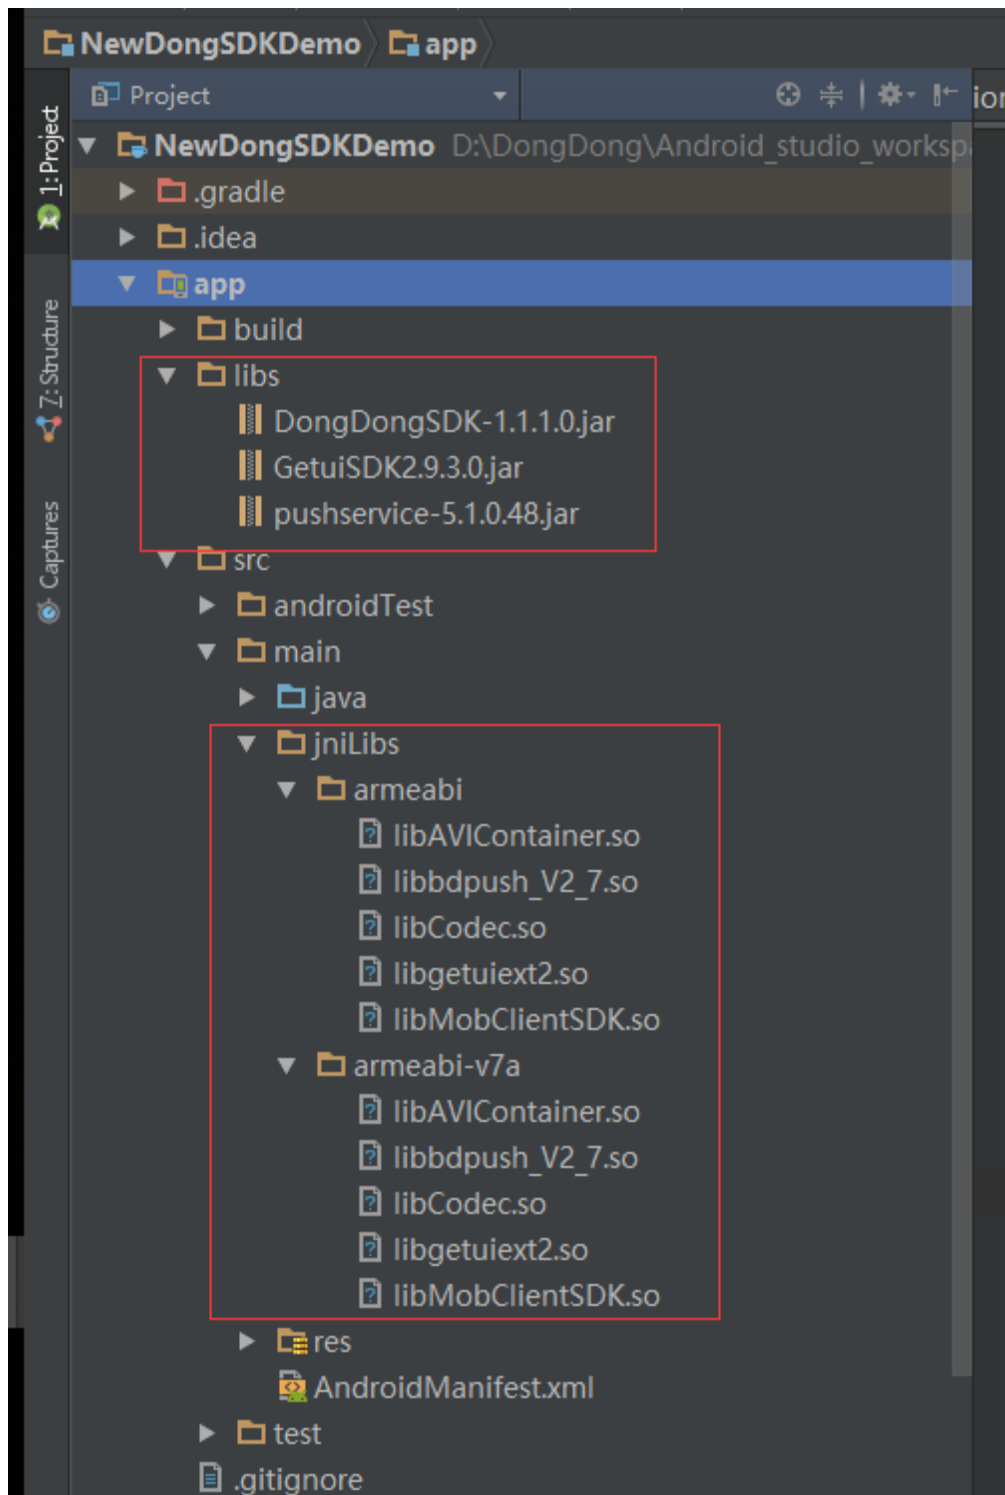 NewDongSDKDemo app
Project
ion
1: Project
NewDongSDKDemo D:\DongDong\Android_studio_worksp
.gradle
.idea
app
7: Structure
build
libs
DongDongSDK-1.1.1.0.jar
GetuiSDK2.9.3.0.jar
Captures
pushservice-5.1.0.48.jar
src
androidTest
main
java
jniLibs
armeabi
libAVIContainer.so
libbdpush_V2_7.so
libCodec.so
libgetuiext2.so
libMobClientSDK.so
armeabi-v7a
libAVIContainer.so
libbdpush_V2_7.so
libCodec.so
libgetuiext2.so
libMobClientSDK.so
res
AndroidManifest.xml
test
.gitignore